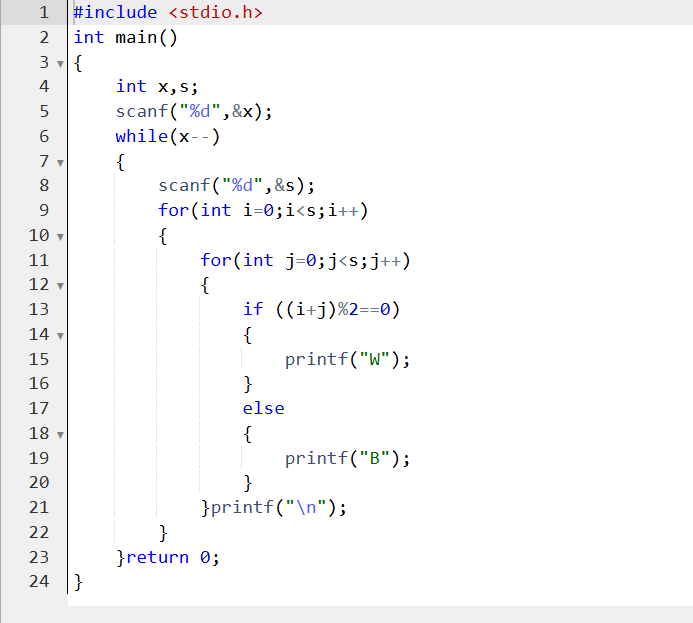 1 #include <stdio.h>
2 int main()
3 {
4     int x,s;
5     scanf("%d",&x);
6     while(x--)
7     {
8         scanf("%d",&s);
9         for(int i=0;i<s;i++)
10         {
11             for(int j=0;j<s;j++)
12             {
13                 if ((i+j)%2==0)
14                 {
15                     printf("W");
16                 }
17                 else
18                 {
19                     printf("B");
20                 }
21             }printf("\n");
22         }
23     }return 0;
24 }